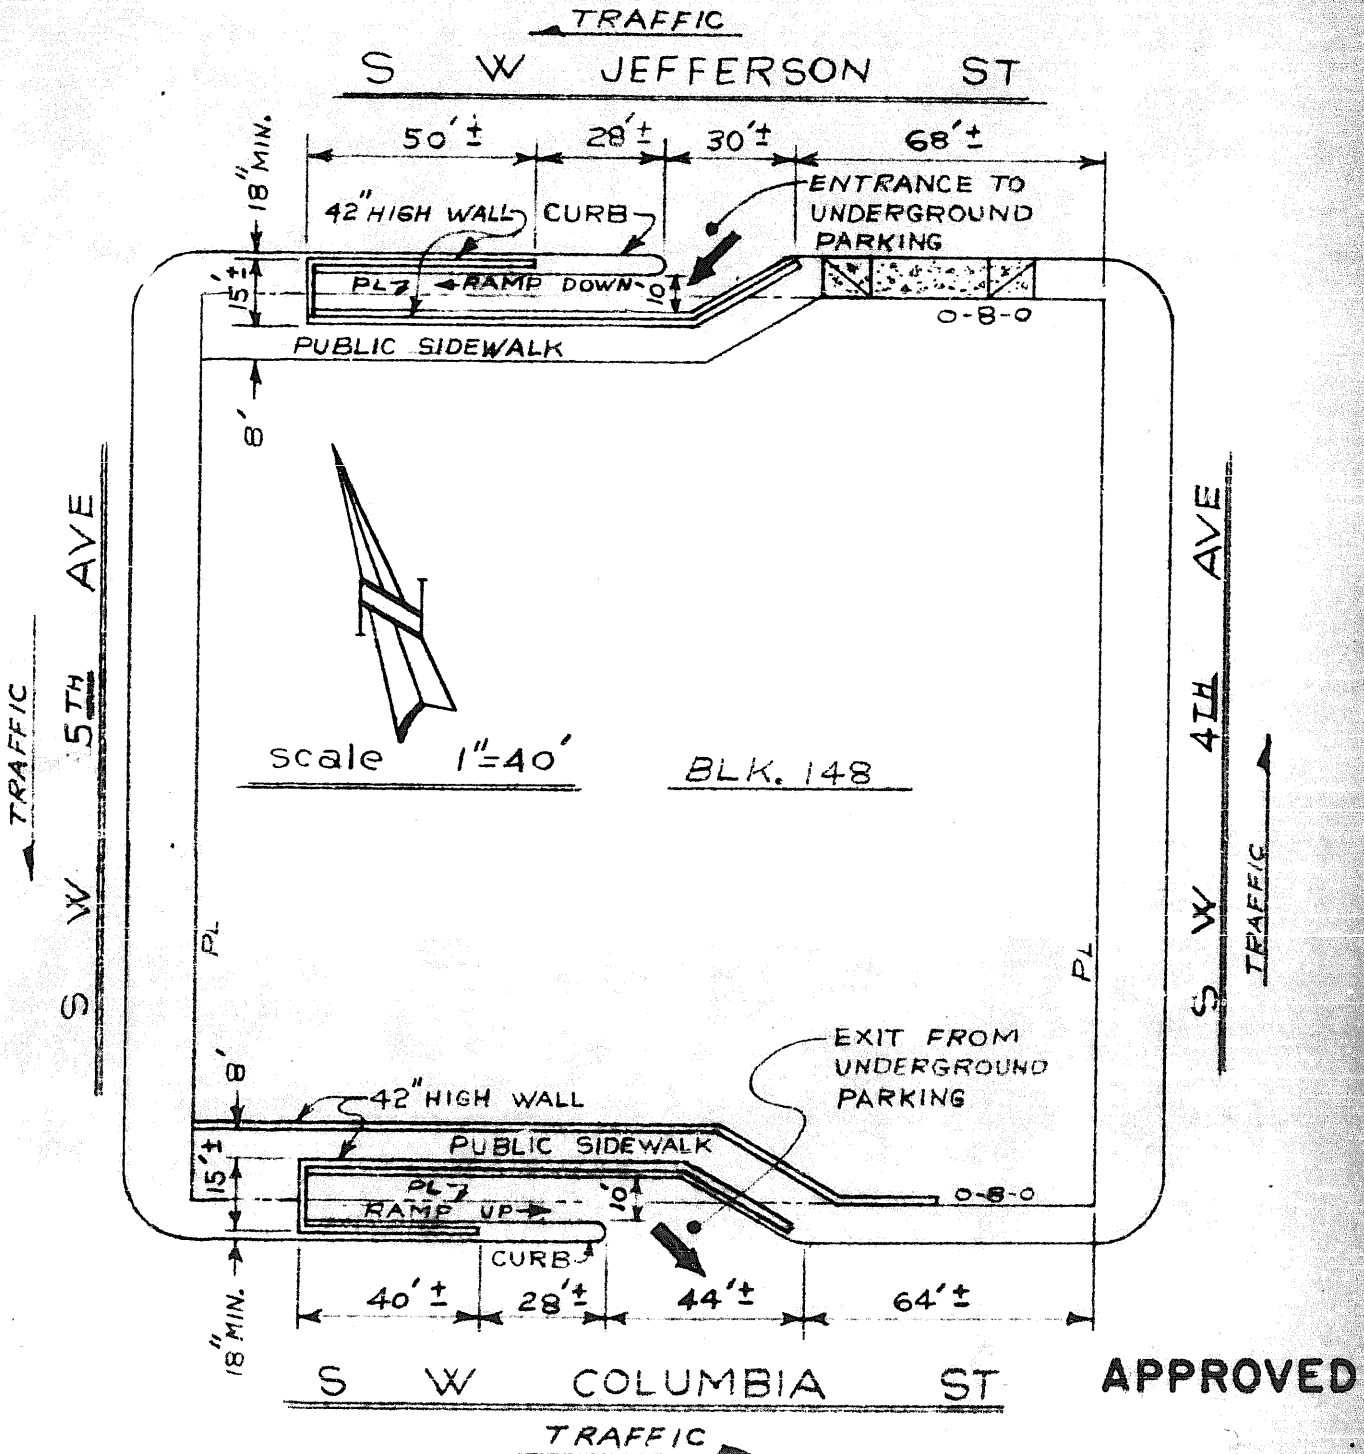 TRAFFIC
S W JEFFERSON ST
50'± 28'± 30'± 68'±
18" MIN.
ENTRANCE TO
UNDERGROUND
PARKING
42" HIGH WALL CURB
15'±
PL RAMP DOWN 10'
0-8-0
PUBLIC SIDEWALK
8'
S W 5TH AVE
TRAFFIC
S W 4TH AVE
TRAFFIC
N
scale 1"=40'
BLK. 148
PL
PL
EXIT FROM
UNDERGROUND
PARKING
8'
42" HIGH WALL
PUBLIC SIDEWALK
15'±
PL
10'
0-8-0
RAMP UP
CURB
18" MIN.
40'± 28'± 44'± 64'±
S W COLUMBIA ST
APPROVED
TRAFFIC